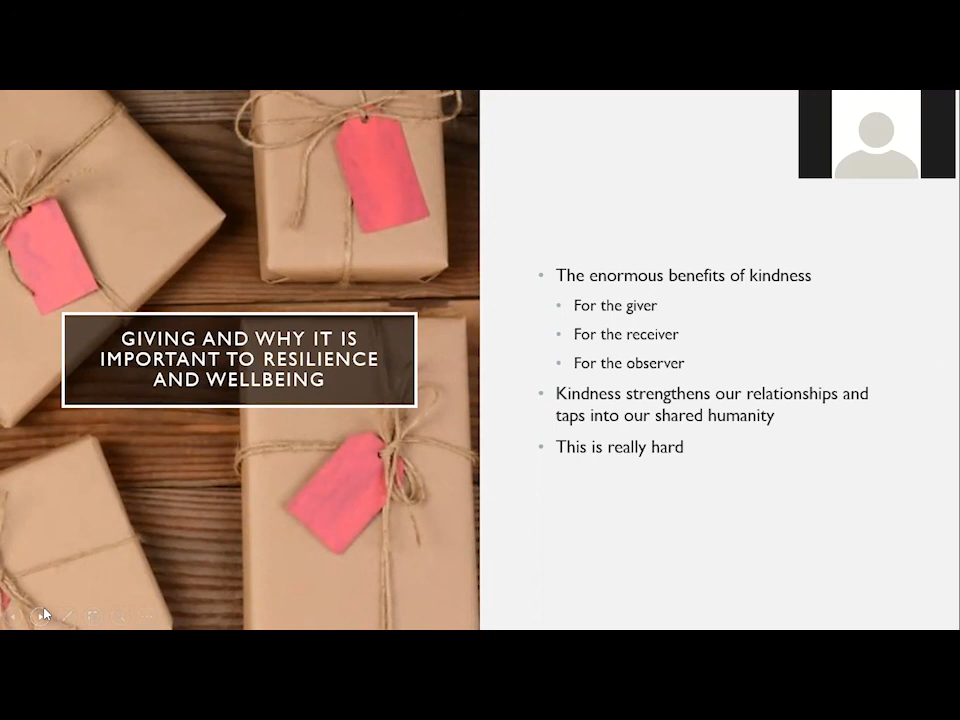 GIVING AND WHY IT IS
IMPORTANT TO RESILIENCE
AND WELLBEING
• The enormous benefits of kindness
• For the giver
• For the receiver
• For the observer
• Kindness strengthens our relationships and
taps into our shared humanity
• This is really hard